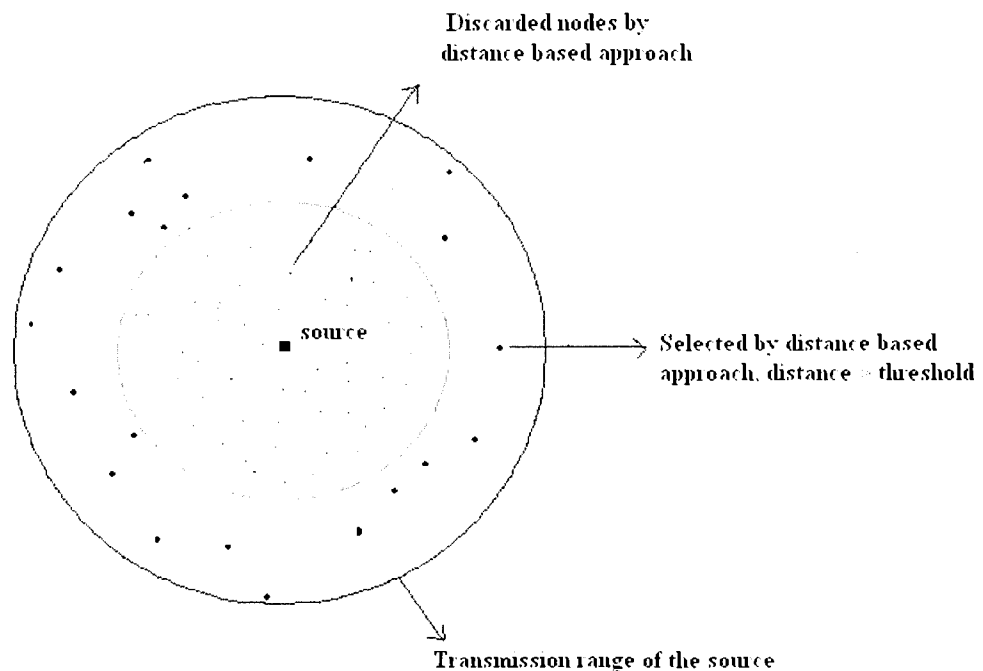 Discarded nodes by
distance based approach
source
Selected by distance based
approach, distance > threshold
Transmission range of the source